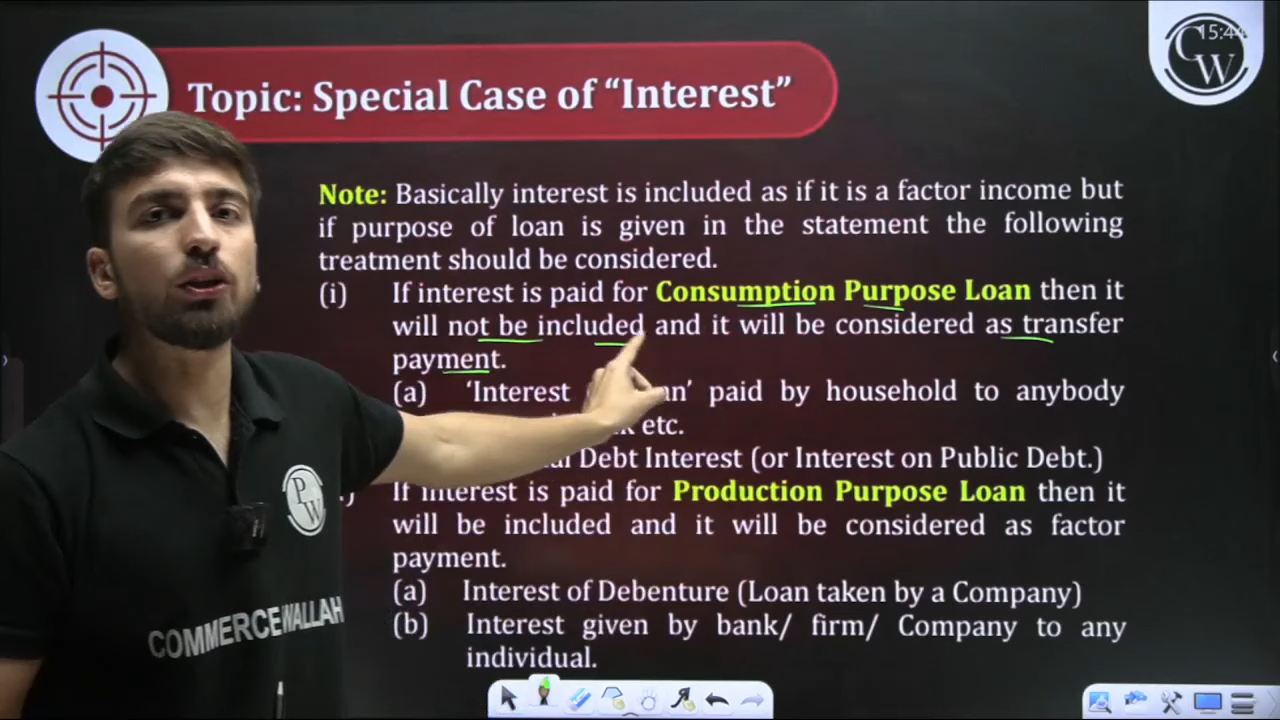 15:44
CW
Topic: Special Case of “Interest”
Note: Basically interest is included as if it is a factor income but
if purpose of loan is given in the statement the following
treatment should be considered.
(i) If interest is paid for Consumption Purpose Loan then it
will not be included and it will be considered as transfer
payment.
(a) ‘Interest paid by household to anybody
etc.
Debt Interest (or Interest on Public Debt.)
If interest is paid for Production Purpose Loan then it
will be included and it will be considered as factor
payment.
(a) Interest of Debenture (Loan taken by a Company)
(b) Interest given by bank/ firm/ Company to any
individual.
PW
COMMERCE WALLAH